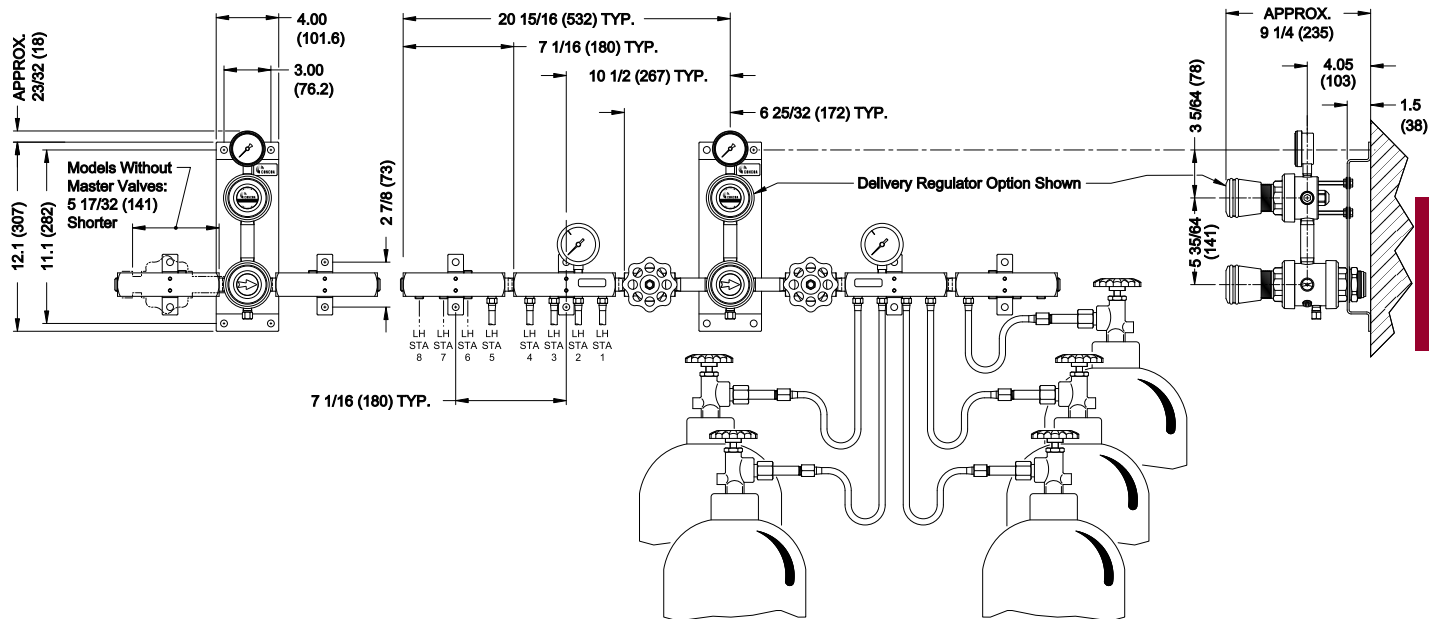 4.00
(101.6)
3.00
(76.2)
APPROX.
23/32 (18)
12.1 (307)
11.1 (282)
Models Without
Master Valves:
5 17/32 (141)
Shorter
2 7/8 (73)
20 15/16 (532) TYP.
7 1/16 (180) TYP.
10 1/2 (267) TYP.
6 25/32 (172) TYP.
CONCOA
CONCOA
Delivery Regulator Option Shown
APPROX.
9 1/4 (235)
4.05
(103)
1.5
(38)
3 5/64 (78)
5 35/64
(141)
LH
STA
8
LH
STA
7
LH
STA
6
LH
STA
5
LH
STA
4
LH
STA
3
LH
STA
2
LH
STA
1
7 1/16 (180) TYP.